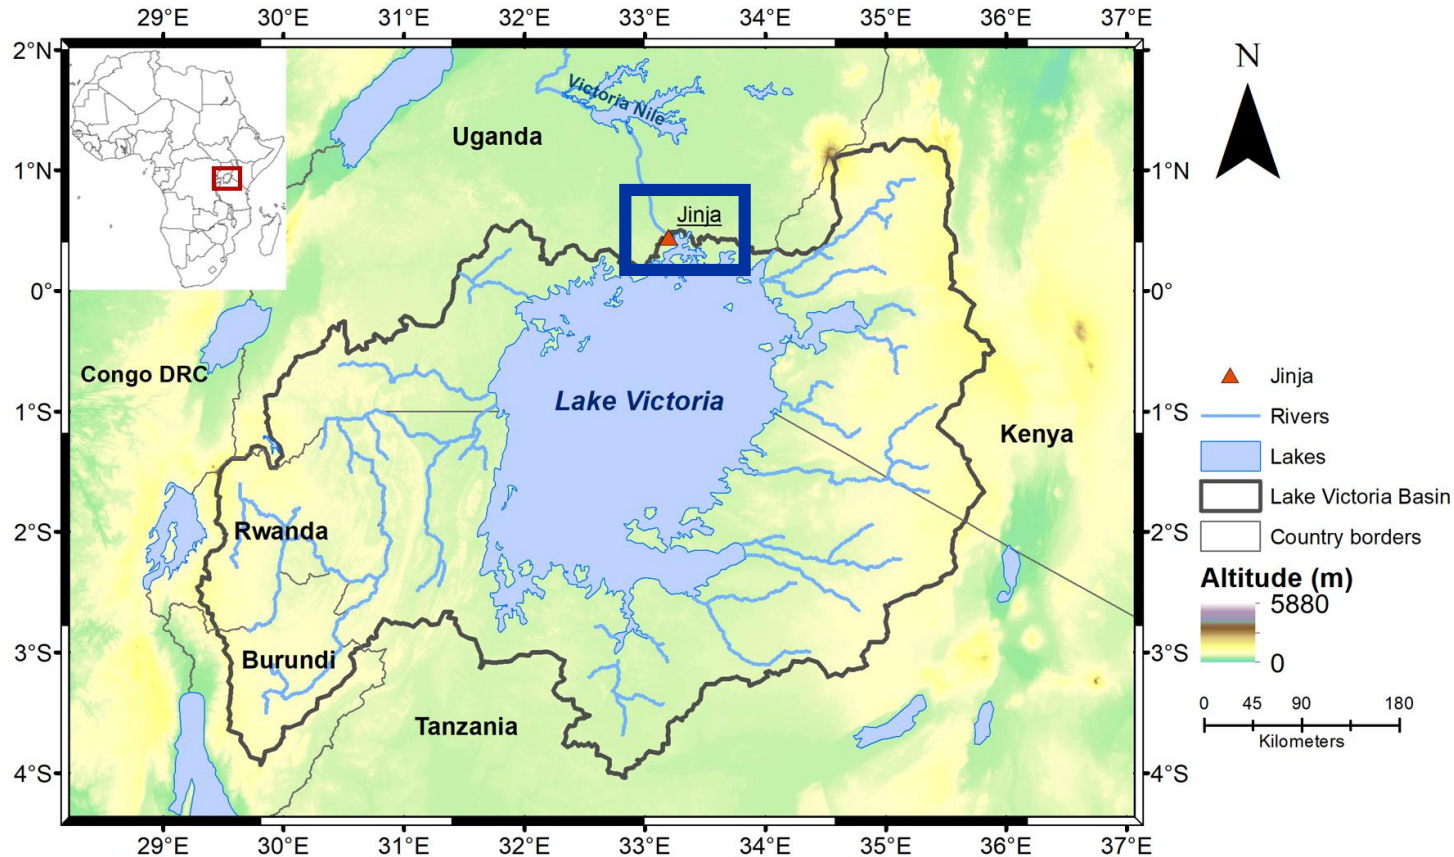 29°E 30°E 31°E 32°E 33°E 34°E 35°E 36°E 37°E
2°N
Victoria Nile
Uganda
1°N 1°N
Jinja
0° 0°
Congo DRC
Lake Victoria
1°S 1°S
Kenya
2°S 2°S
Rwanda
3°S 3°S
Burundi
Tanzania
4°S 4°S
29°E 30°E 31°E 32°E 33°E 34°E 35°E 36°E 37°E
N
Jinja
Rivers
Lakes
Lake Victoria Basin
Country borders
Altitude (m)
5880
0
0 45 90 180
Kilometers